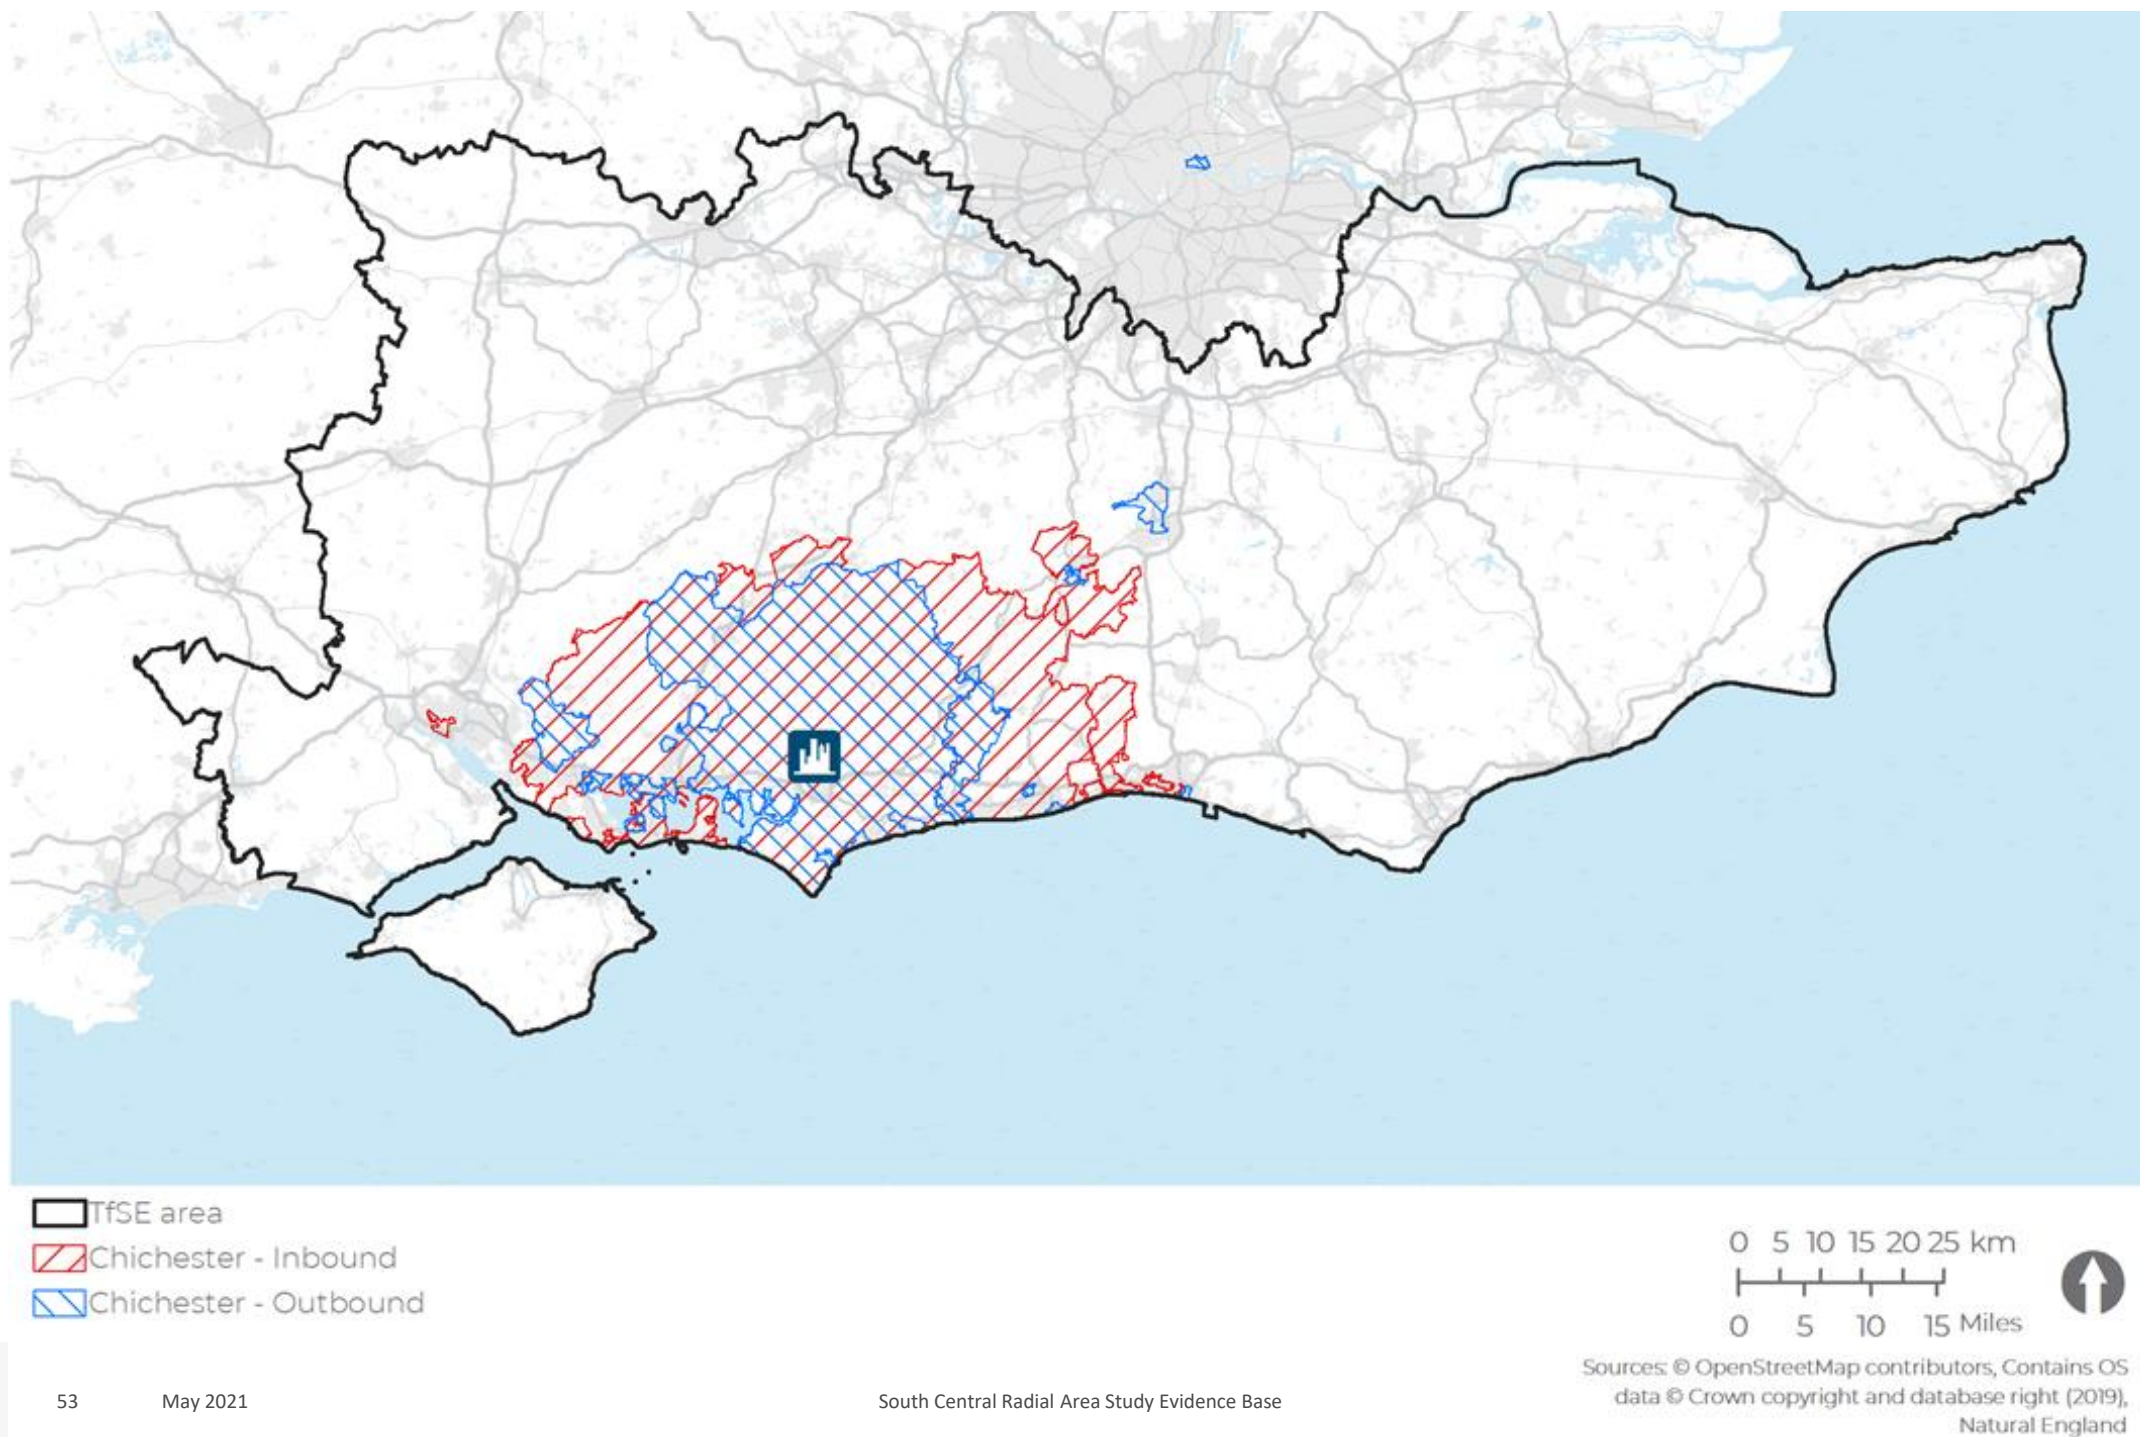 TfSE area
Chichester - Inbound
Chichester - Outbound
0 5 10 15 20 25 km
0 5 10 15 Miles
Sources: © OpenStreetMap contributors, Contains OS
data © Crown copyright and database right (2019),
Natural England
53 May 2021 South Central Radial Area Study Evidence Base